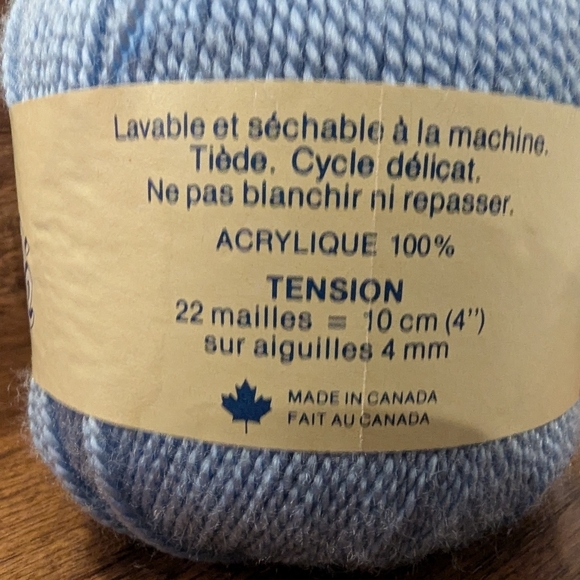 Lavable et séchable à la machine.
Tiède. Cycle délicat.
Ne pas blanchir ni repasser.
ACRYLIQUE 100%
TENSION
22 mailles = 10 cm (4")
sur aiguilles 4 mm
MADE IN CANADA
FAIT AU CANADA